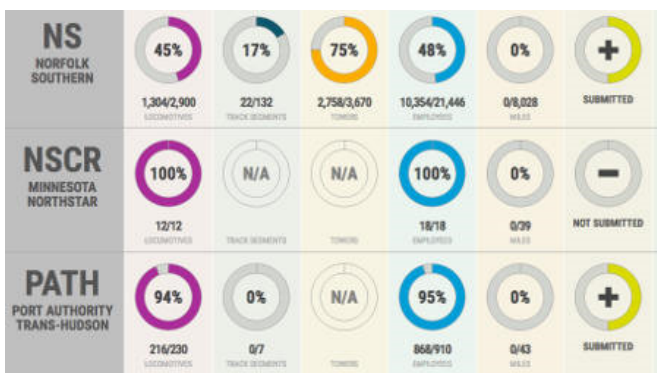 NS
NORFOLK
SOUTHERN
45% 17% 75% 48% 0% +
1,304/2,900 22/132 2,758/3,670 10,354/21,446 0/8,028 SUBMITTED
LOCOMOTIVES TRACK SEGMENTS TOWERS EMPLOYEES MILES
NSCR
MINNESOTA
NORTHSTAR
100% N/A N/A 100% 0% −
12/12 18/18 0/39 NOT SUBMITTED
LOCOMOTIVES TRACK SEGMENTS TOWERS EMPLOYEES MILES
PATH
PORT AUTHORITY
TRANS-HUDSON
94% 0% N/A 95% 0% +
216/230 0/7 868/910 0/43 SUBMITTED
LOCOMOTIVES TRACK SEGMENTS TOWERS EMPLOYEES MILES